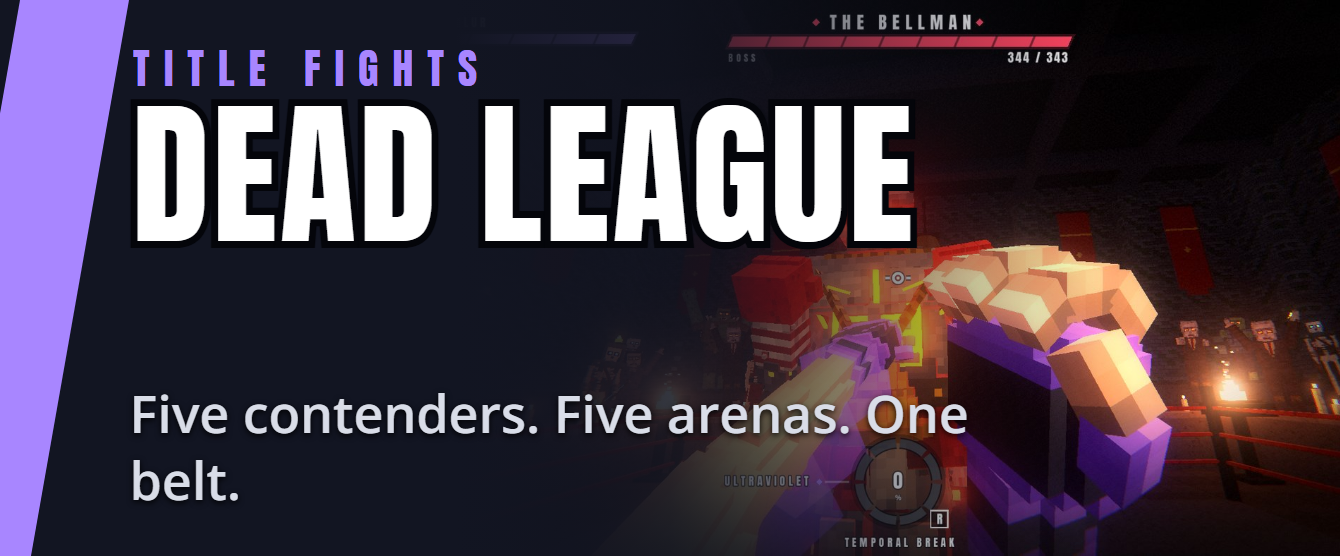 THE BELLMAN
BOSS
344 / 343
TITLE FIGHTS
DEAD LEAGUE
Five contenders. Five arenas. One
belt.
ULTRAVIOLET
0
%
R
TEMPORAL BREAK